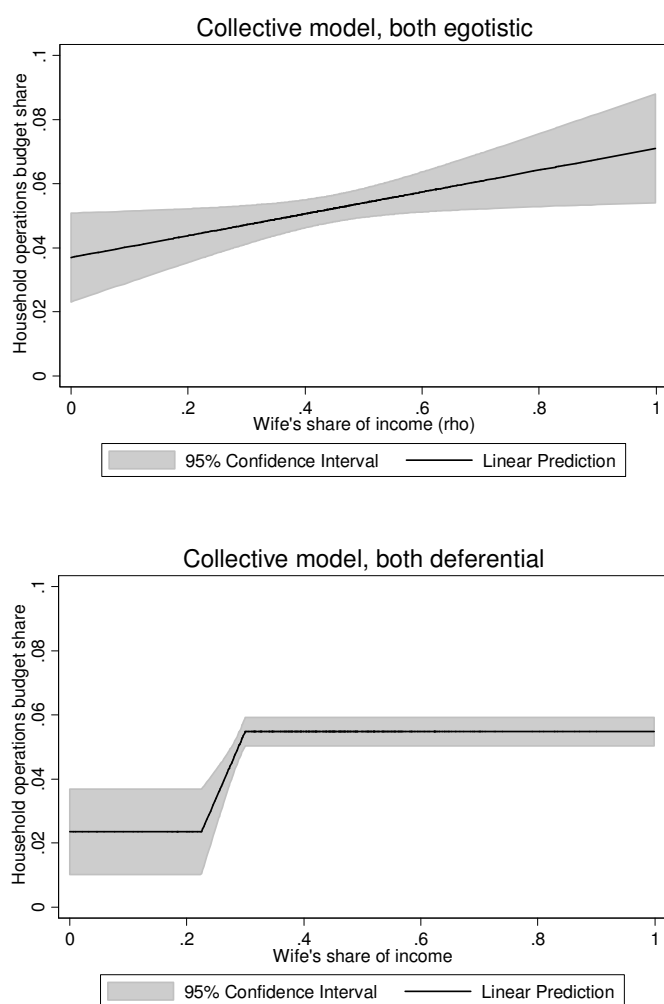 Collective model, both egotistic
Household operations budget share
.1
.08
.06
.04
.02
0
0 .2 .4 .6 .8 1
Wife's share of income (rho)
95% Confidence Interval Linear Prediction
Collective model, both deferential
Household operations budget share
.1
.08
.06
.04
.02
0
0 .2 .4 .6 .8 1
Wife's share of income
95% Confidence Interval Linear Prediction